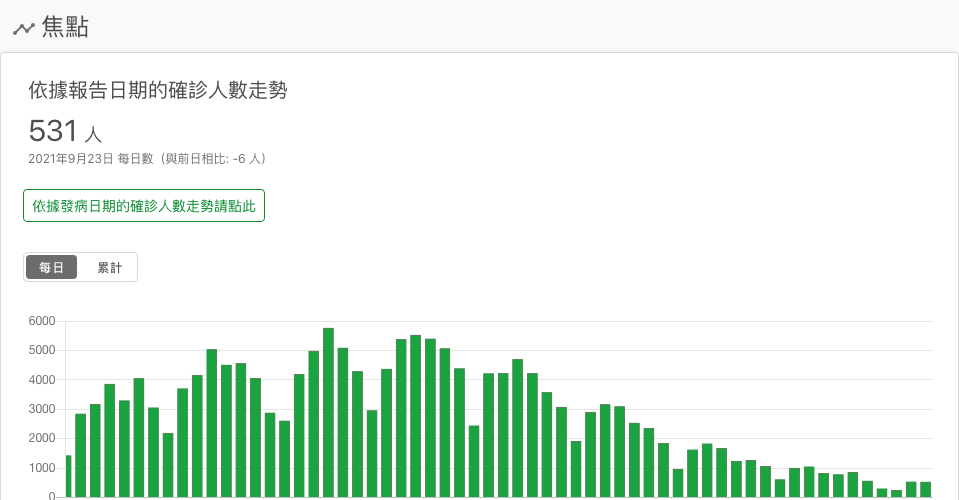 焦點
依據報告日期的確診人數走勢
531 人
2021年9月23日 每日數（與前日相比: -6 人）
依據發病日期的確診人數走勢請點此
每日 累計
6000
5000
4000
3000
2000
1000
0